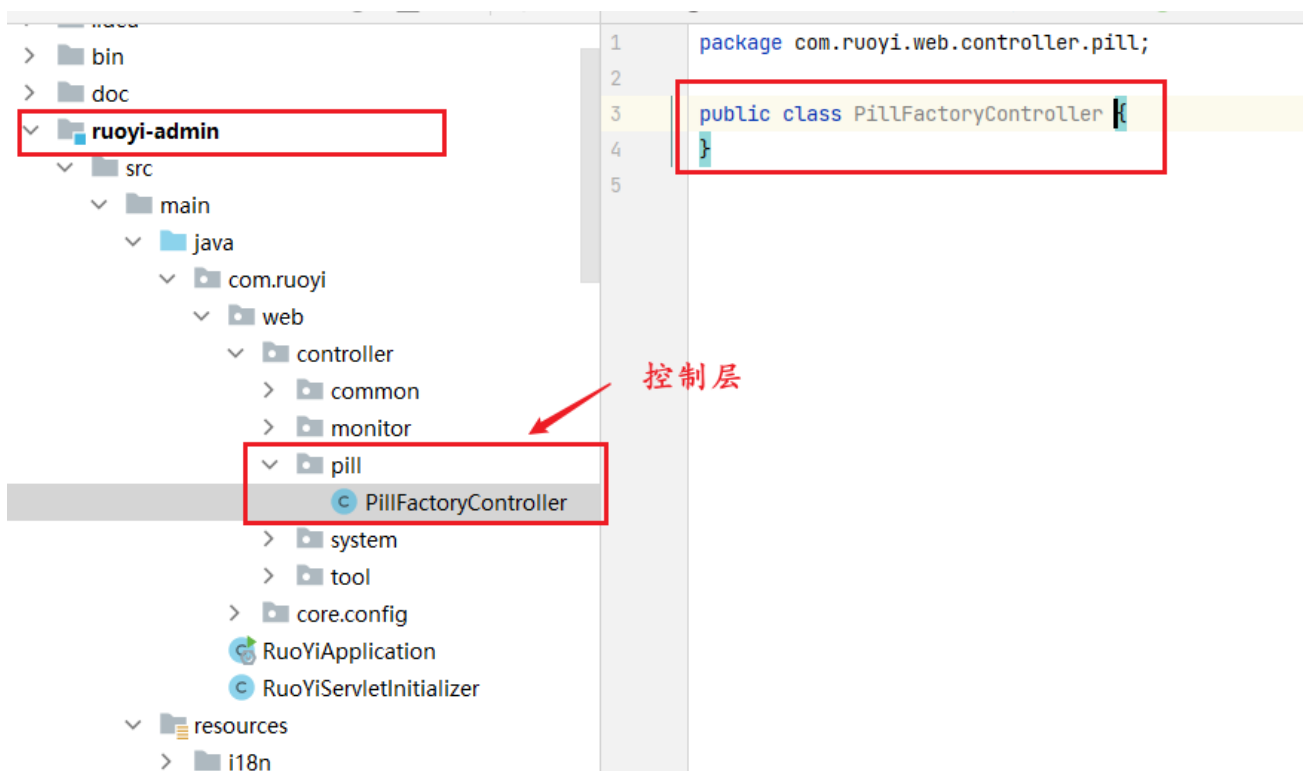 bin
doc
ruoyi-admin
src
main
java
com.ruoyi
web
controller
common
monitor
pill
PillFactoryController
system
tool
core.config
RuoYiApplication
RuoYiServletInitializer
resources
i18n
1 package com.ruoyi.web.controller.pill;
2
3 public class PillFactoryController {
4 }
5
控制层